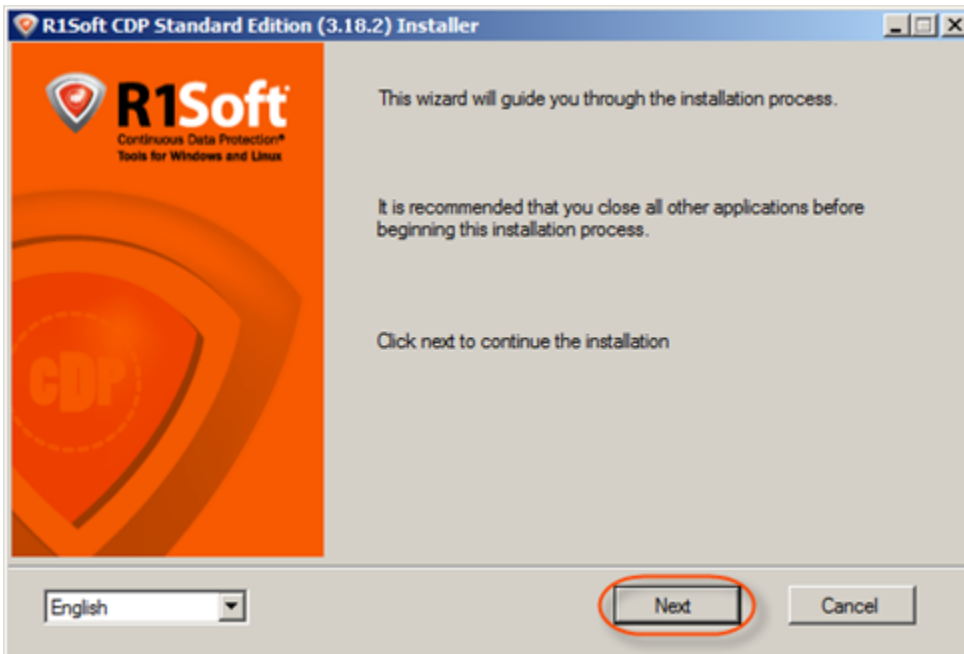 R1Soft CDP Standard Edition (3.18.2) Installer
R1Soft
Continuous Data Protection®
Tools for Windows and Linux
CDP
This wizard will guide you through the installation process.
It is recommended that you close all other applications before
beginning this installation process.
Click next to continue the installation
English
Next
Cancel